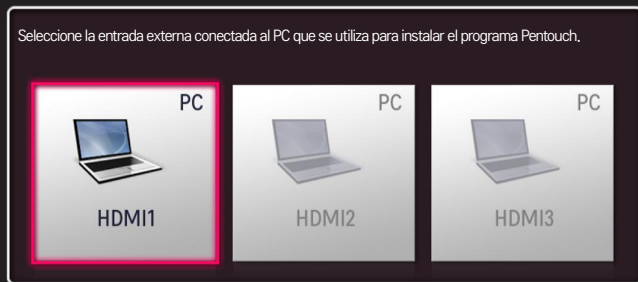 Seleccione la entrada externa conectada al PC que se utiliza para instalar el programa Pentouch.
PC PC PC
HDMI1 HDMI2 HDMI3